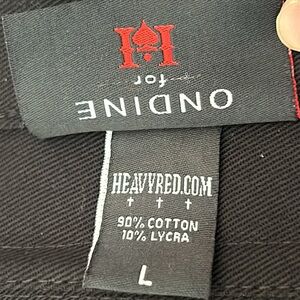 ONDINE
for
H
HEAVYRED.COM
90% COTTON
10% LYCRA
L